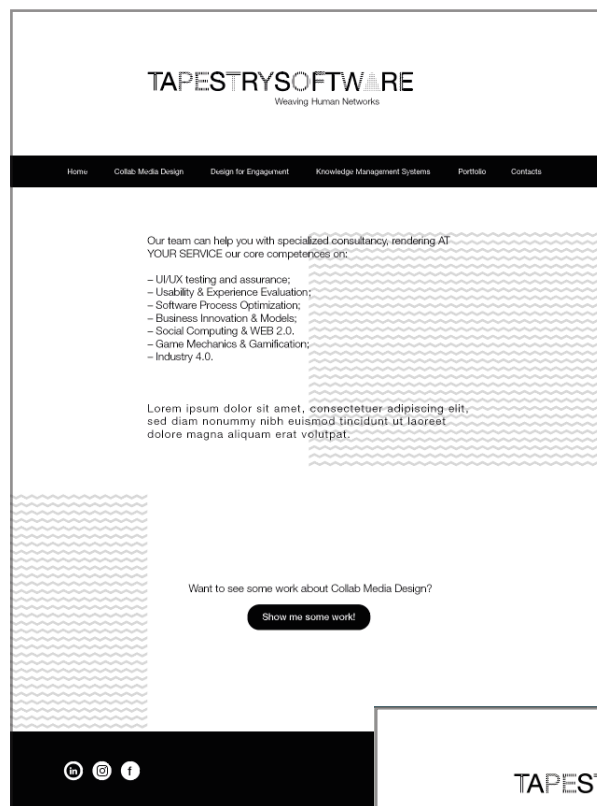 TAPESTRYSOFTWARE
Weaving Human Networks
Home Collab Media Design Design for Engagument Knowledge Management Systems Portfolio Contacts
Our team can help you with specialized consultancy, rendering AT
YOUR SERVICE our core competences on:
– UI/UX testing and assurance;
– Usability & Experience Evaluation;
– Software Process Optimization;
– Business Innovation & Models;
– Social Computing & WEB 2.0.
– Game Mechanics & Gamification;
– Industry 4.0.
Lorem ipsum dolor sit amet, consectetuer adipiscing elit,
sed diam nonummy nibh euismod tincidunt ut laoreet
dolore magna aliquam erat volutpat.
Want to see some work about Collab Media Design?
Show me some work!
in f
TAPEST